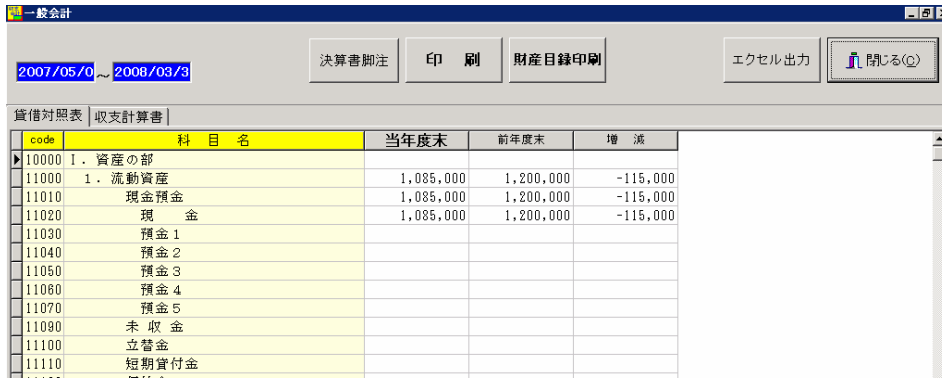 一般会計
決算書脚注 印 刷 財産目録印刷 エクセル出力 閉じる(C)
2007/05/0 ~ 2008/03/3
貸借対照表 収支計算書
code 科 目 名 当年度末 前年度末 増 減
10000 I. 資産の部
11000 1. 流動資産 1,085,000 1,200,000 -115,000
11010 現金預金 1,085,000 1,200,000 -115,000
11020 現 金 1,085,000 1,200,000 -115,000
11030 預金1
11040 預金2
11050 預金3
11060 預金4
11070 預金5
11090 未 収 金
11100 立替金
11110 短期貸付金